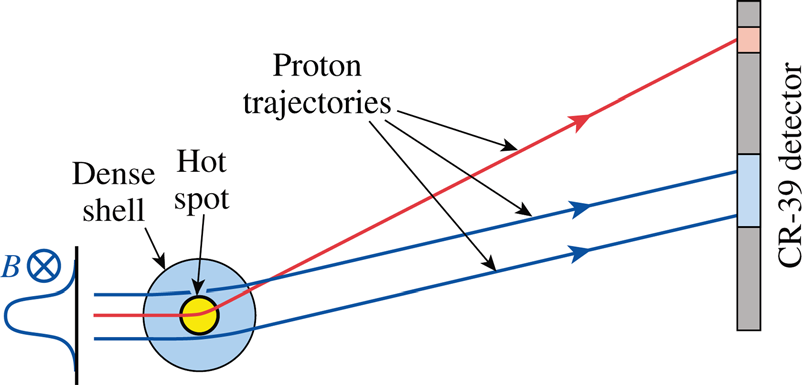 Proton
trajectories
Hot
spot
Dense
shell
B
CR-39 detector